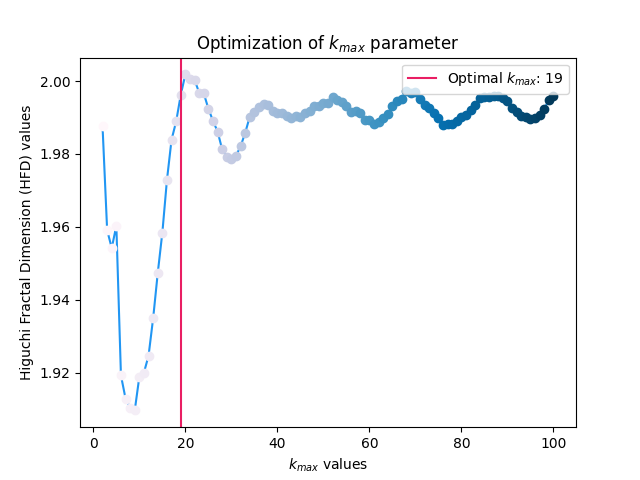 Optimization of k_max parameter
Optimal k_max: 19
2.00
1.98
1.96
1.94
1.92
Higuchi Fractal Dimension (HFD) values
0 20 40 60 80 100
k_max values